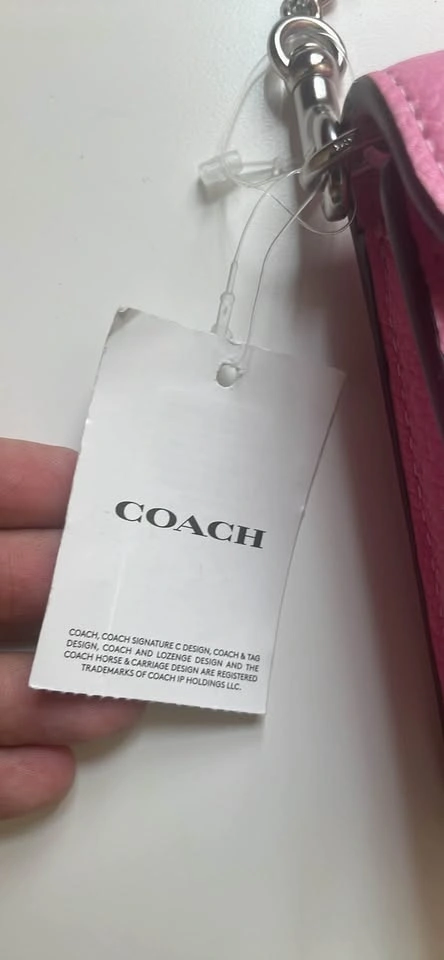 COACH
COACH, COACH SIGNATURE C DESIGN, COACH & TAG
DESIGN, COACH AND LOZENGE DESIGN AND THE
COACH HORSE & CARRIAGE DESIGN ARE REGISTERED
TRADEMARKS OF COACH IP HOLDINGS LLC.